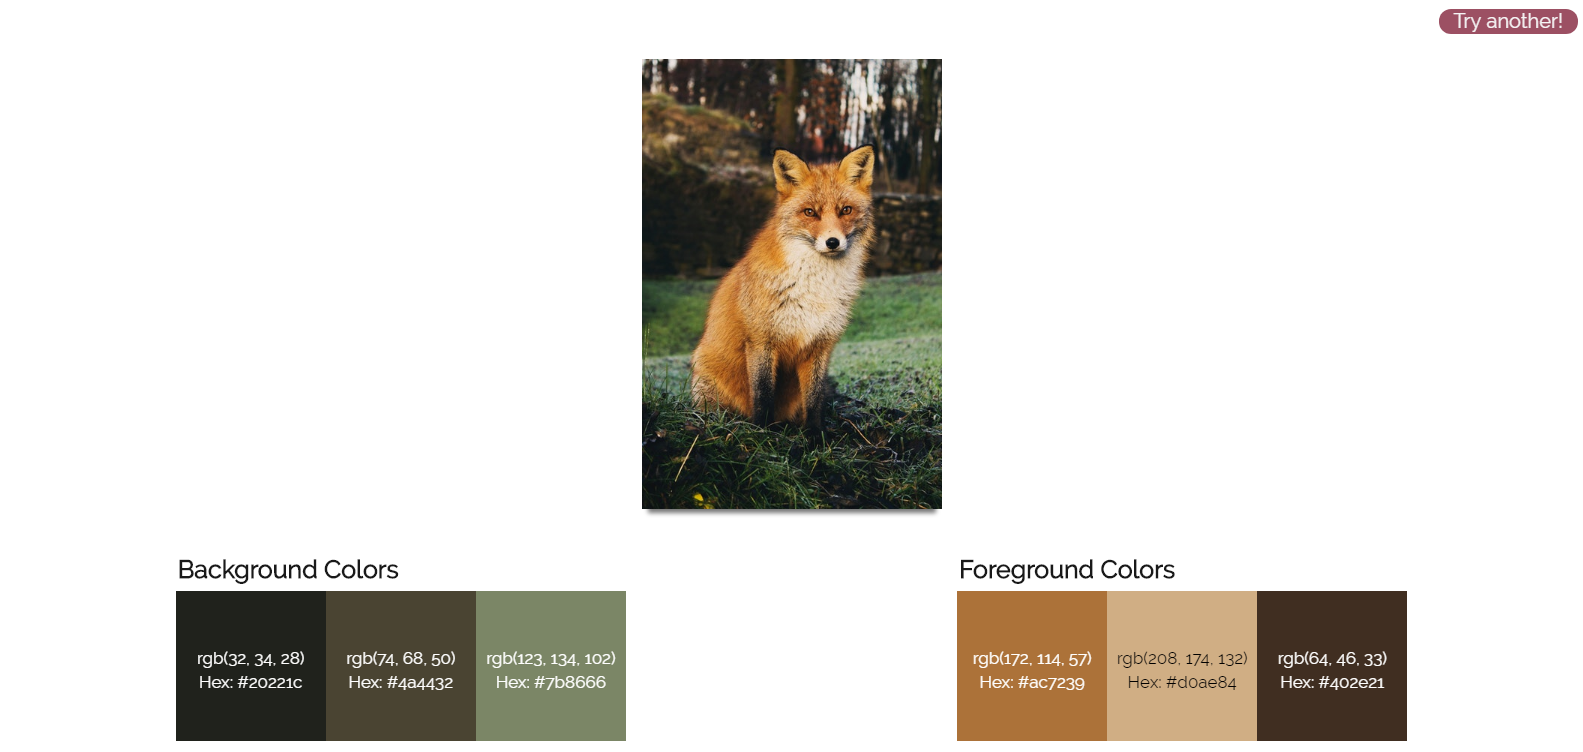 Try another!
Background Colors
rgb(32, 34, 28)
Hex: #20221c
rgb(74, 68, 50)
Hex: #4a4432
rgb(123, 134, 102)
Hex: #7b8666
Foreground Colors
rgb(172, 114, 57)
Hex: #ac7239
rgb(208, 174, 132)
Hex: #d0ae84
rgb(64, 46, 33)
Hex: #402e21